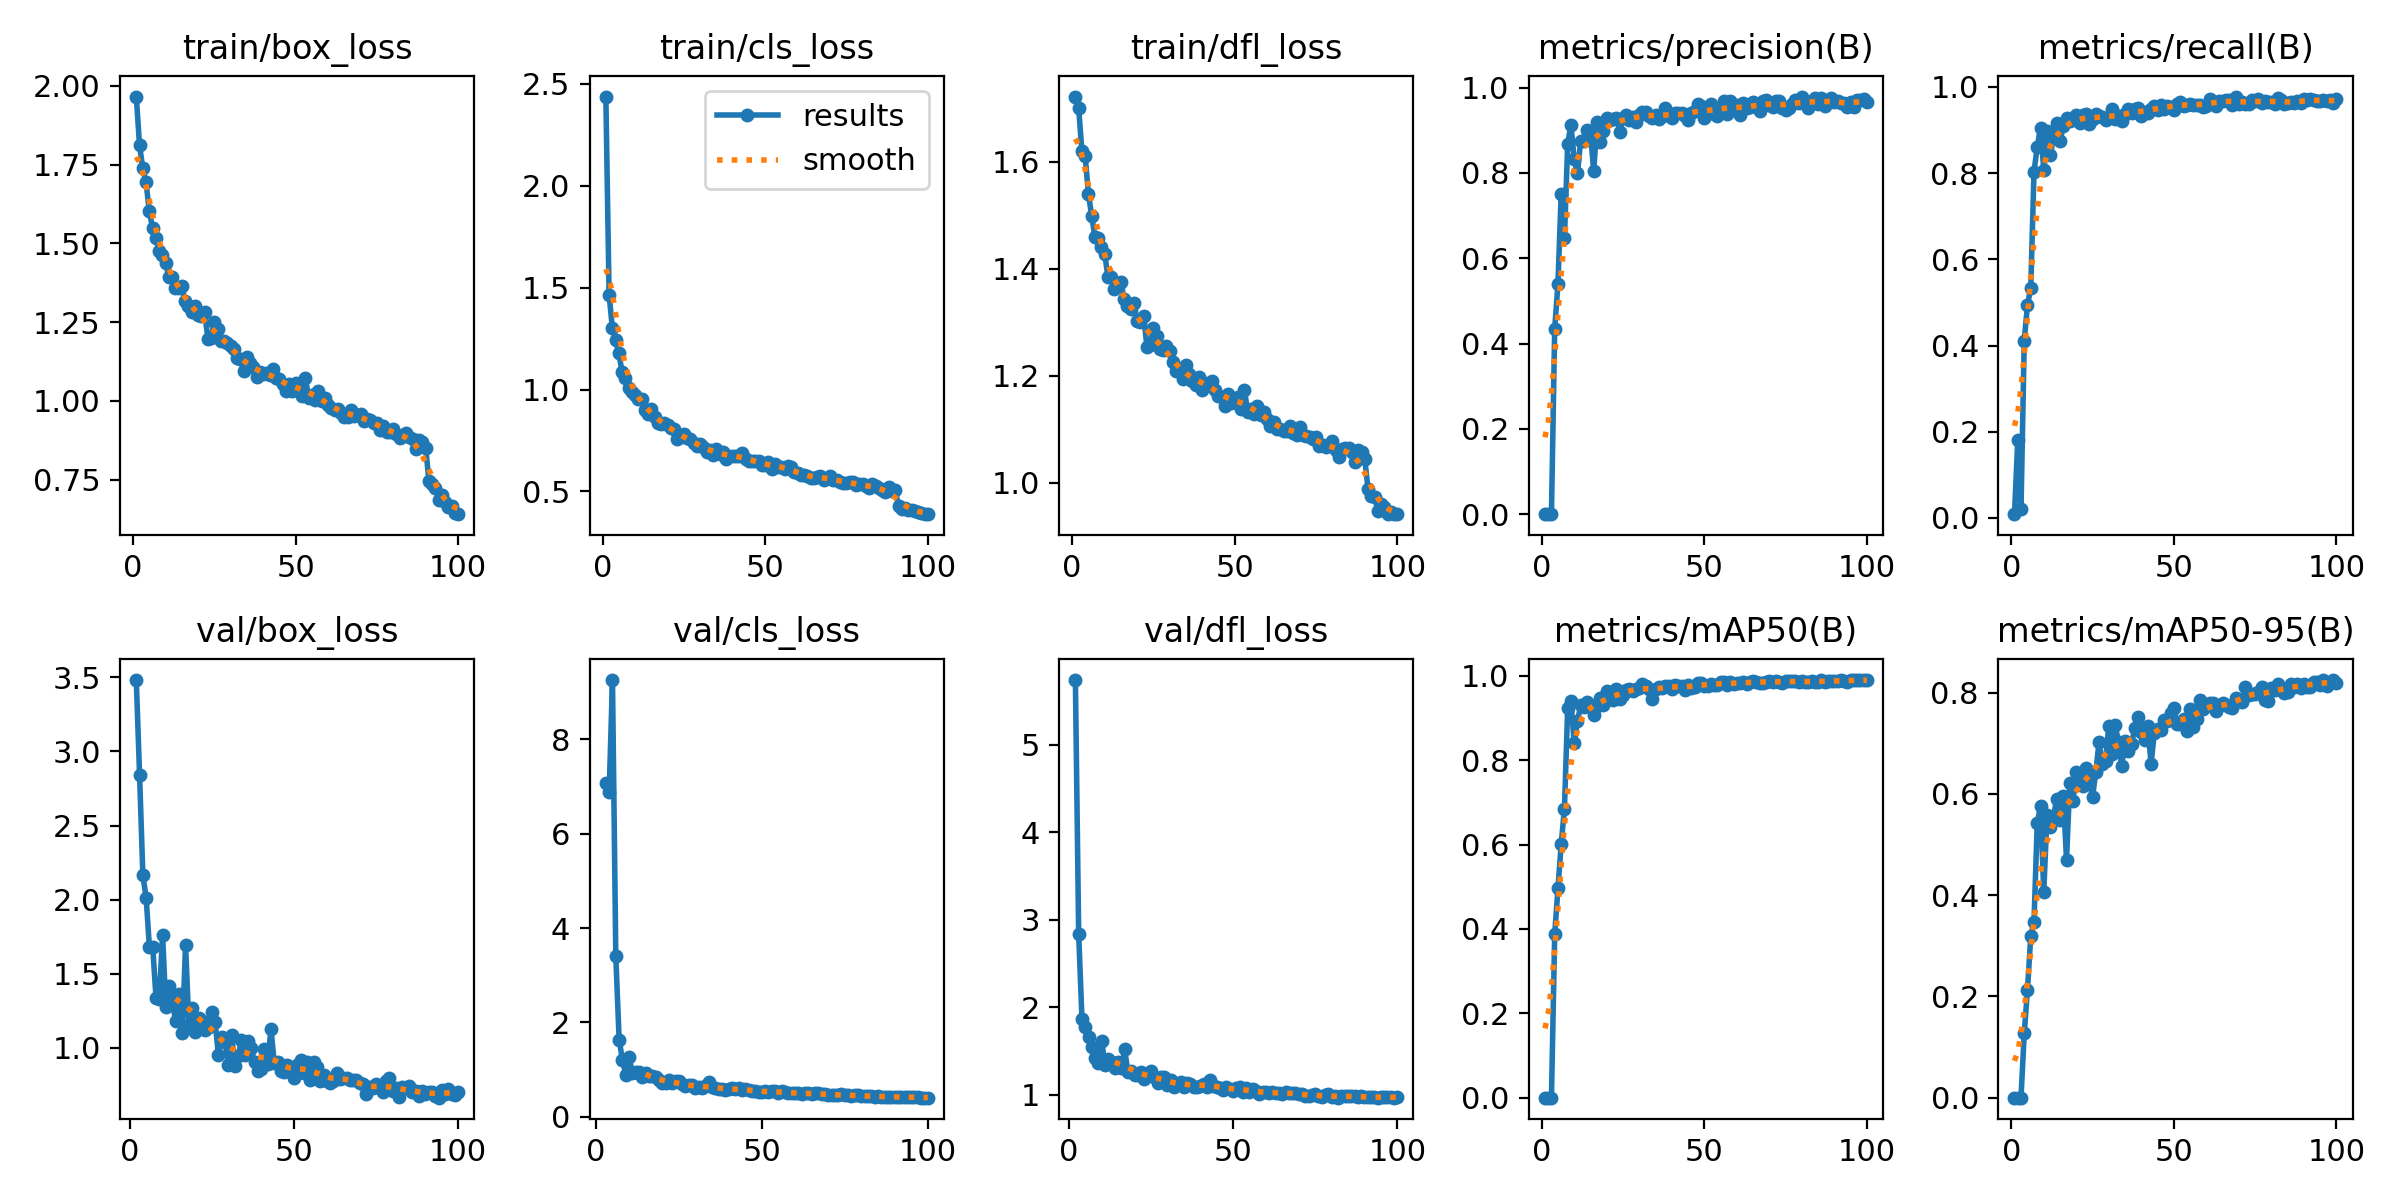 train/box_loss
2.00
1.75
1.50
1.25
1.00
0.75
0 50 100
train/cls_loss
results
smooth
2.5
2.0
1.5
1.0
0.5
0 50 100
train/dfl_loss
1.6
1.4
1.2
1.0
0 50 100
metrics/precision(B)
1.0
0.8
0.6
0.4
0.2
0.0
0 50 100
metrics/recall(B)
1.0
0.8
0.6
0.4
0.2
0.0
0 50 100
val/box_loss
3.5
3.0
2.5
2.0
1.5
1.0
0 50 100
val/cls_loss
8
6
4
2
0
0 50 100
val/dfl_loss
5
4
3
2
1
0 50 100
metrics/mAP50(B)
1.0
0.8
0.6
0.4
0.2
0.0
0 50 100
metrics/mAP50-95(B)
0.8
0.6
0.4
0.2
0.0
0 50 100